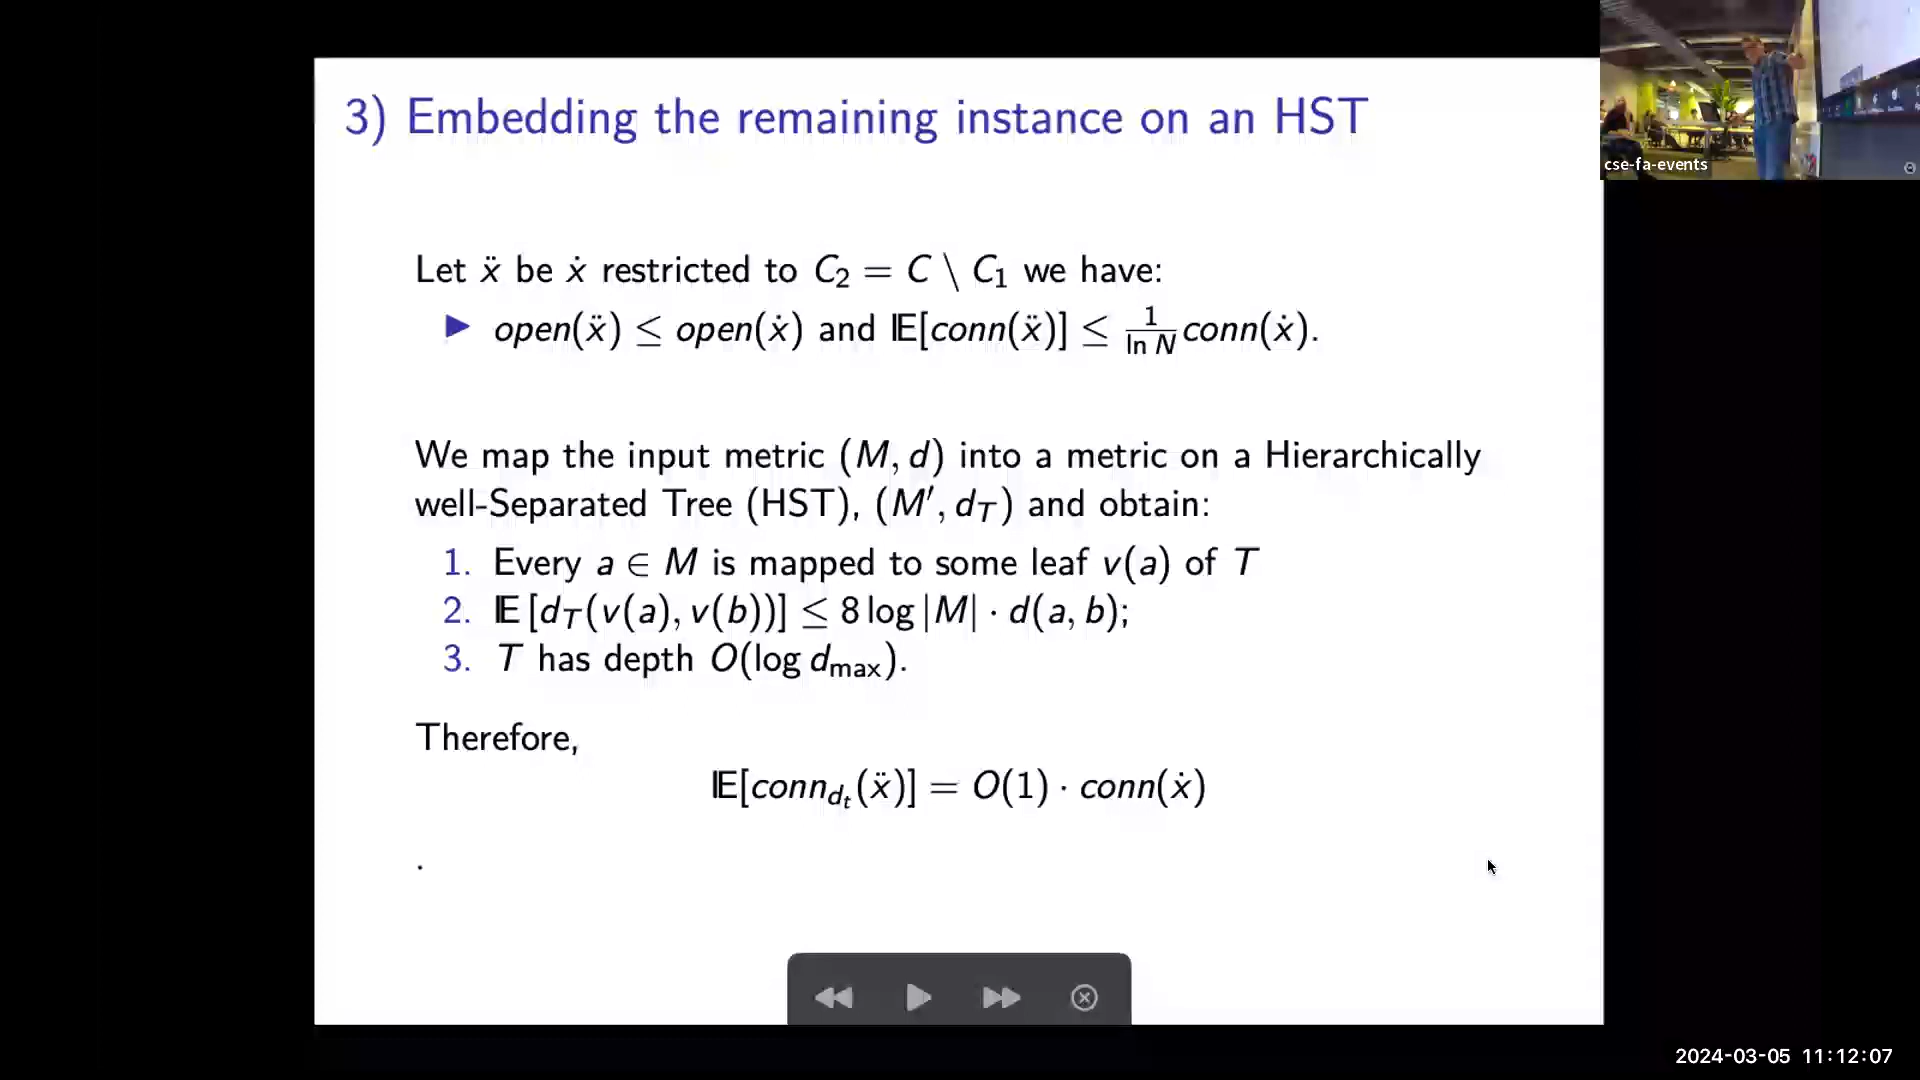 3) Embedding the remaining instance on an HST
cse-fa-events
Let ẍ be ẋ restricted to C₂ = C \ C₁ we have:
▶ open(ẍ) ≤ open(ẋ) and 𝔼[conn(ẍ)] ≤ 1/ln N conn(ẋ).
We map the input metric (M, d) into a metric on a Hierarchically
well-Separated Tree (HST), (M′, d_T) and obtain:
1. Every a ∈ M is mapped to some leaf v(a) of T
2. 𝔼 [d_T(v(a), v(b))] ≤ 8 log |M| · d(a, b);
3. T has depth O(log d_max).
Therefore,
𝔼[conn_{d_t}(ẍ)] = O(1) · conn(ẋ)
.
2024-03-05 11:12:07